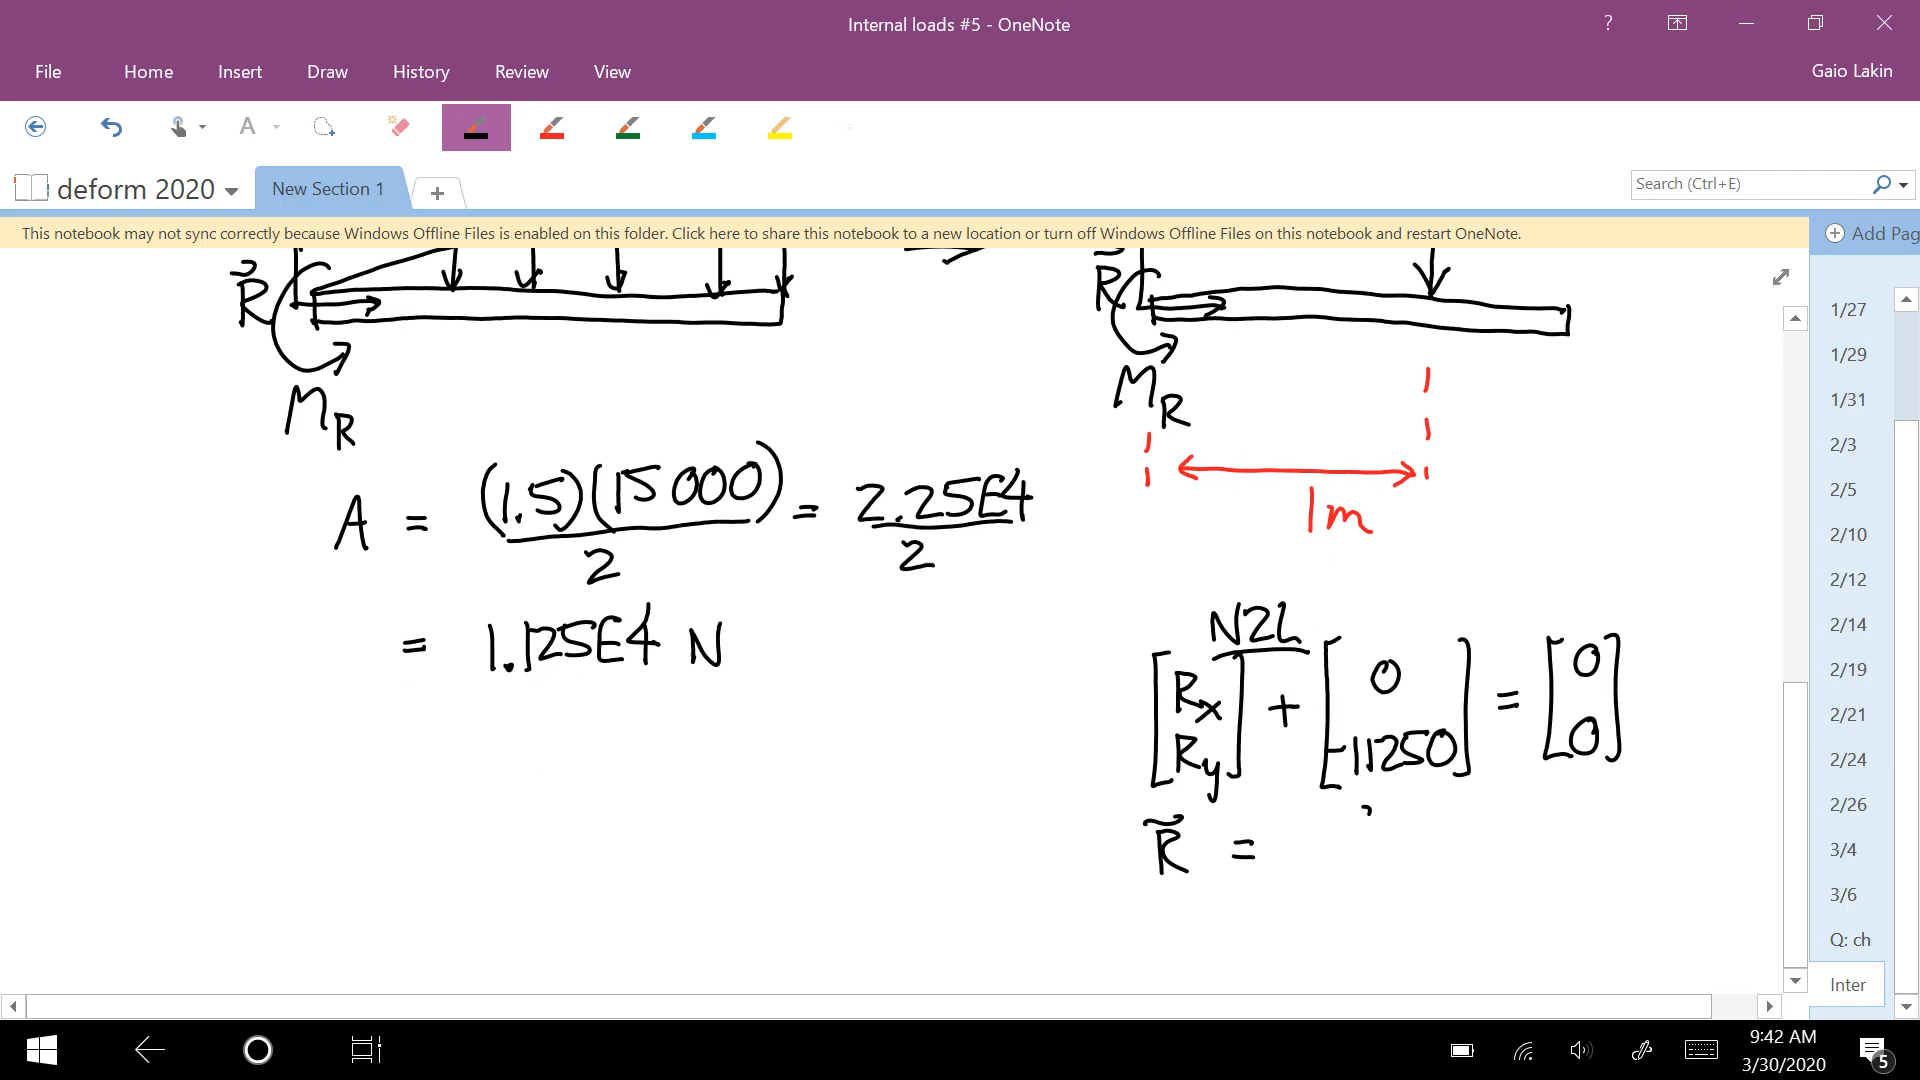 Internal loads #5 - OneNote
?
File Home Insert Draw History Review View
Gaio Lakin
A
deform 2020
New Section 1
+
Search (Ctrl+E)
This notebook may not sync correctly because Windows Offline Files is enabled on this folder. Click here to share this notebook to a new location or turn off Windows Offline Files on this notebook and restart OneNote.
Add Pag
R
R
M_R
M_R
1m
A = (1.5)(15000)/2 = 2.25E4/2
= 1.125E4 N
N2L
[Rx Ry] + [0 -11250] = [0 0]
R =
1/27
1/29
1/31
2/3
2/5
2/10
2/12
2/14
2/19
2/21
2/24
2/26
3/4
3/6
Q: ch
Inter
9:42 AM
3/30/2020
5